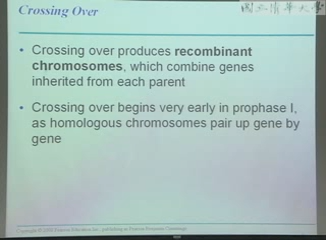 Crossing Over
國立清華大學
• Crossing over produces recombinant
chromosomes, which combine genes
inherited from each parent
• Crossing over begins very early in prophase I,
as homologous chromosomes pair up gene by
gene
Copyright © 2008 Pearson Education, Inc., publishing as Pearson Benjamin Cummings